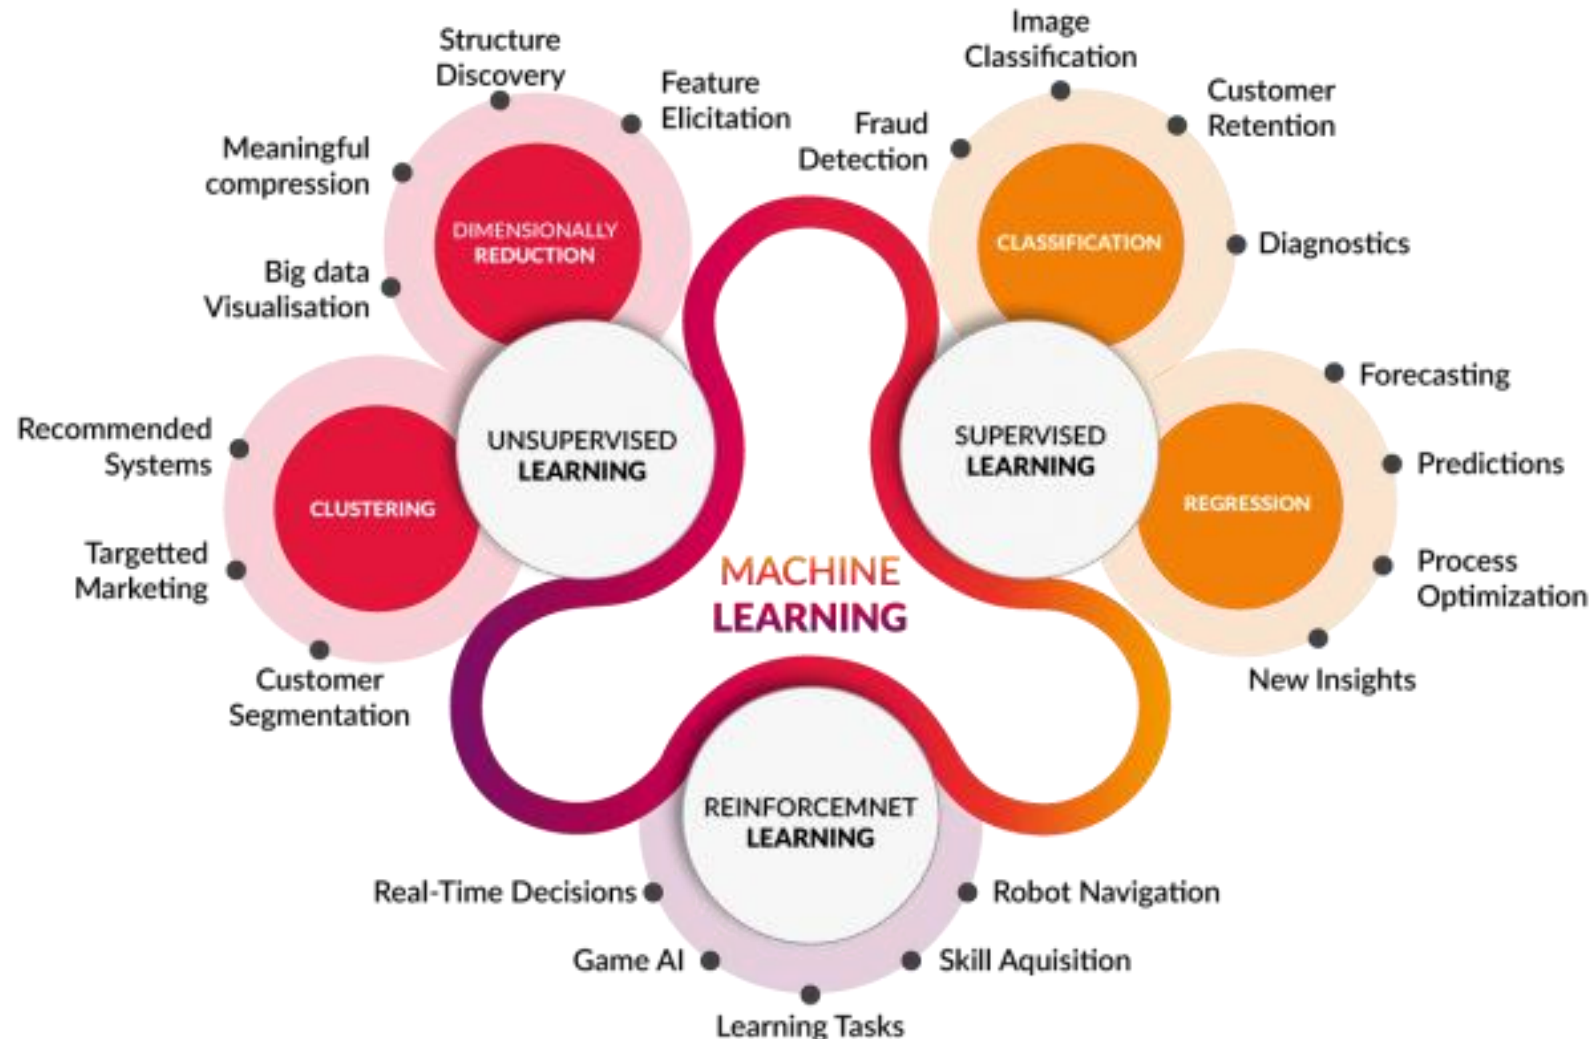 Structure
Discovery
Feature
Elicitation
Meaningful
compression
Big data
Visualisation
DIMENSIONALLY
REDUCTION
Recommended
Systems
Targetted
Marketing
Customer
Segmentation
CLUSTERING
UNSUPERVISED
LEARNING
Image
Classification
Fraud
Detection
Customer
Retention
Diagnostics
CLASSIFICATION
SUPERVISED
LEARNING
Forecasting
Predictions
Process
Optimization
New Insights
REGRESSION
MACHINE
LEARNING
REINFORCEMNET
LEARNING
Real-Time Decisions
Robot Navigation
Game AI
Skill Aquisition
Learning Tasks